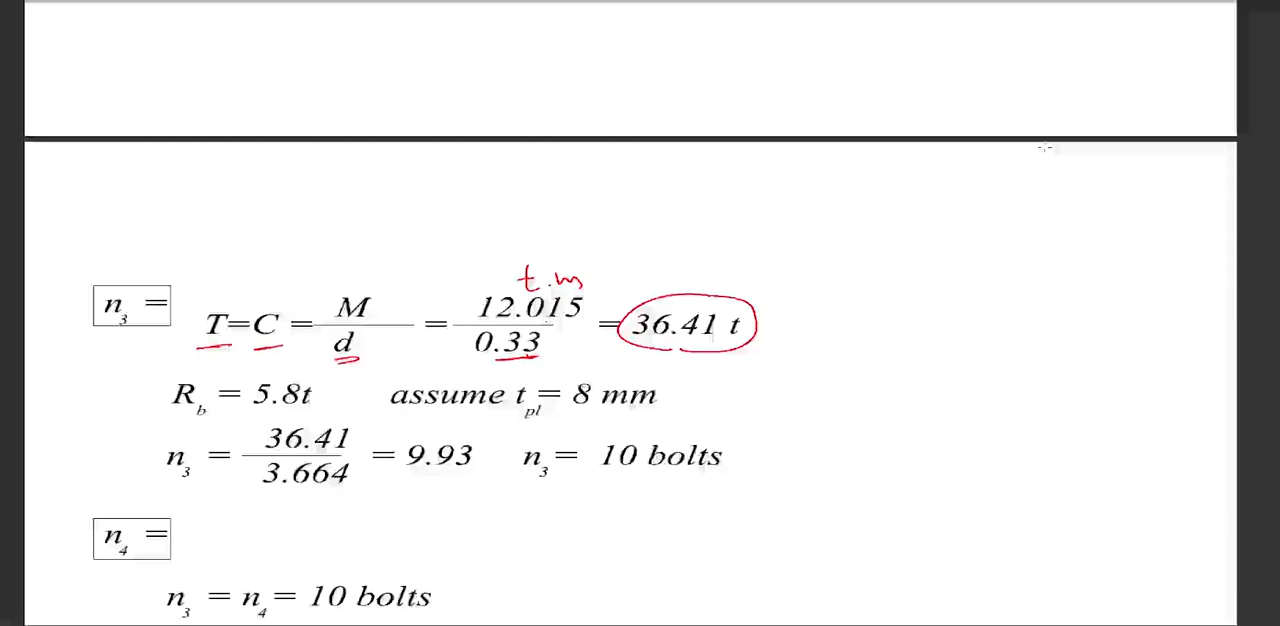 t.m
n3 =
T=C = M/d = 12.015/0.33 = 36.41 t
Rb = 5.8t assume tpl = 8 mm
n3 = 36.41/3.664 = 9.93 n3 = 10 bolts
n4 =
n3 = n4 = 10 bolts